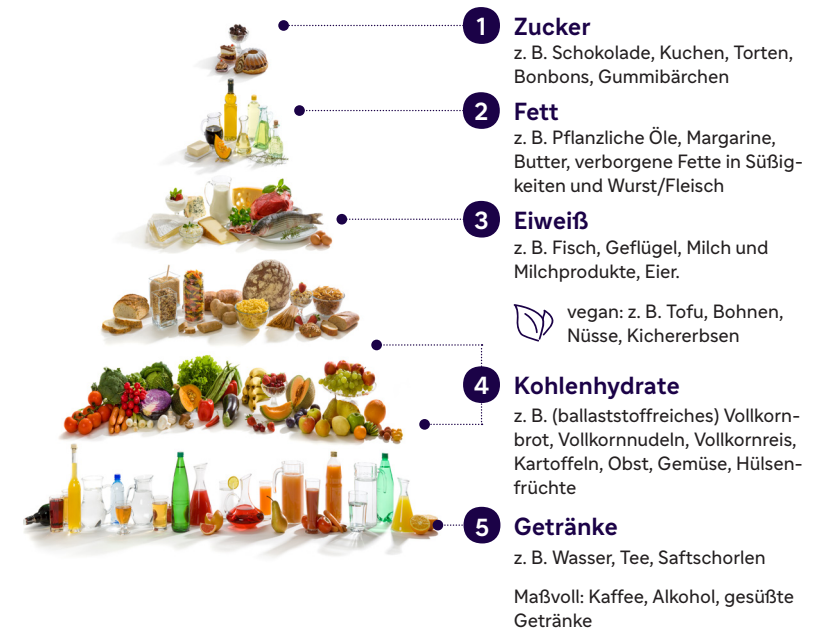 1 Zucker
z. B. Schokolade, Kuchen, Torten,
Bonbons, Gummibärchen
2 Fett
z. B. Pflanzliche Öle, Margarine,
Butter, verborgene Fette in Süßig-
keiten und Wurst/Fleisch
3 Eiweiß
z. B. Fisch, Geflügel, Milch und
Milchprodukte, Eier.
vegan: z. B. Tofu, Bohnen,
Nüsse, Kichererbsen
4 Kohlenhydrate
z. B. (ballaststoffreiches) Vollkorn-
brot, Vollkornnudeln, Vollkornreis,
Kartoffeln, Obst, Gemüse, Hülsen-
früchte
5 Getränke
z. B. Wasser, Tee, Saftschorlen
Maßvoll: Kaffee, Alkohol, gesüßte
Getränke